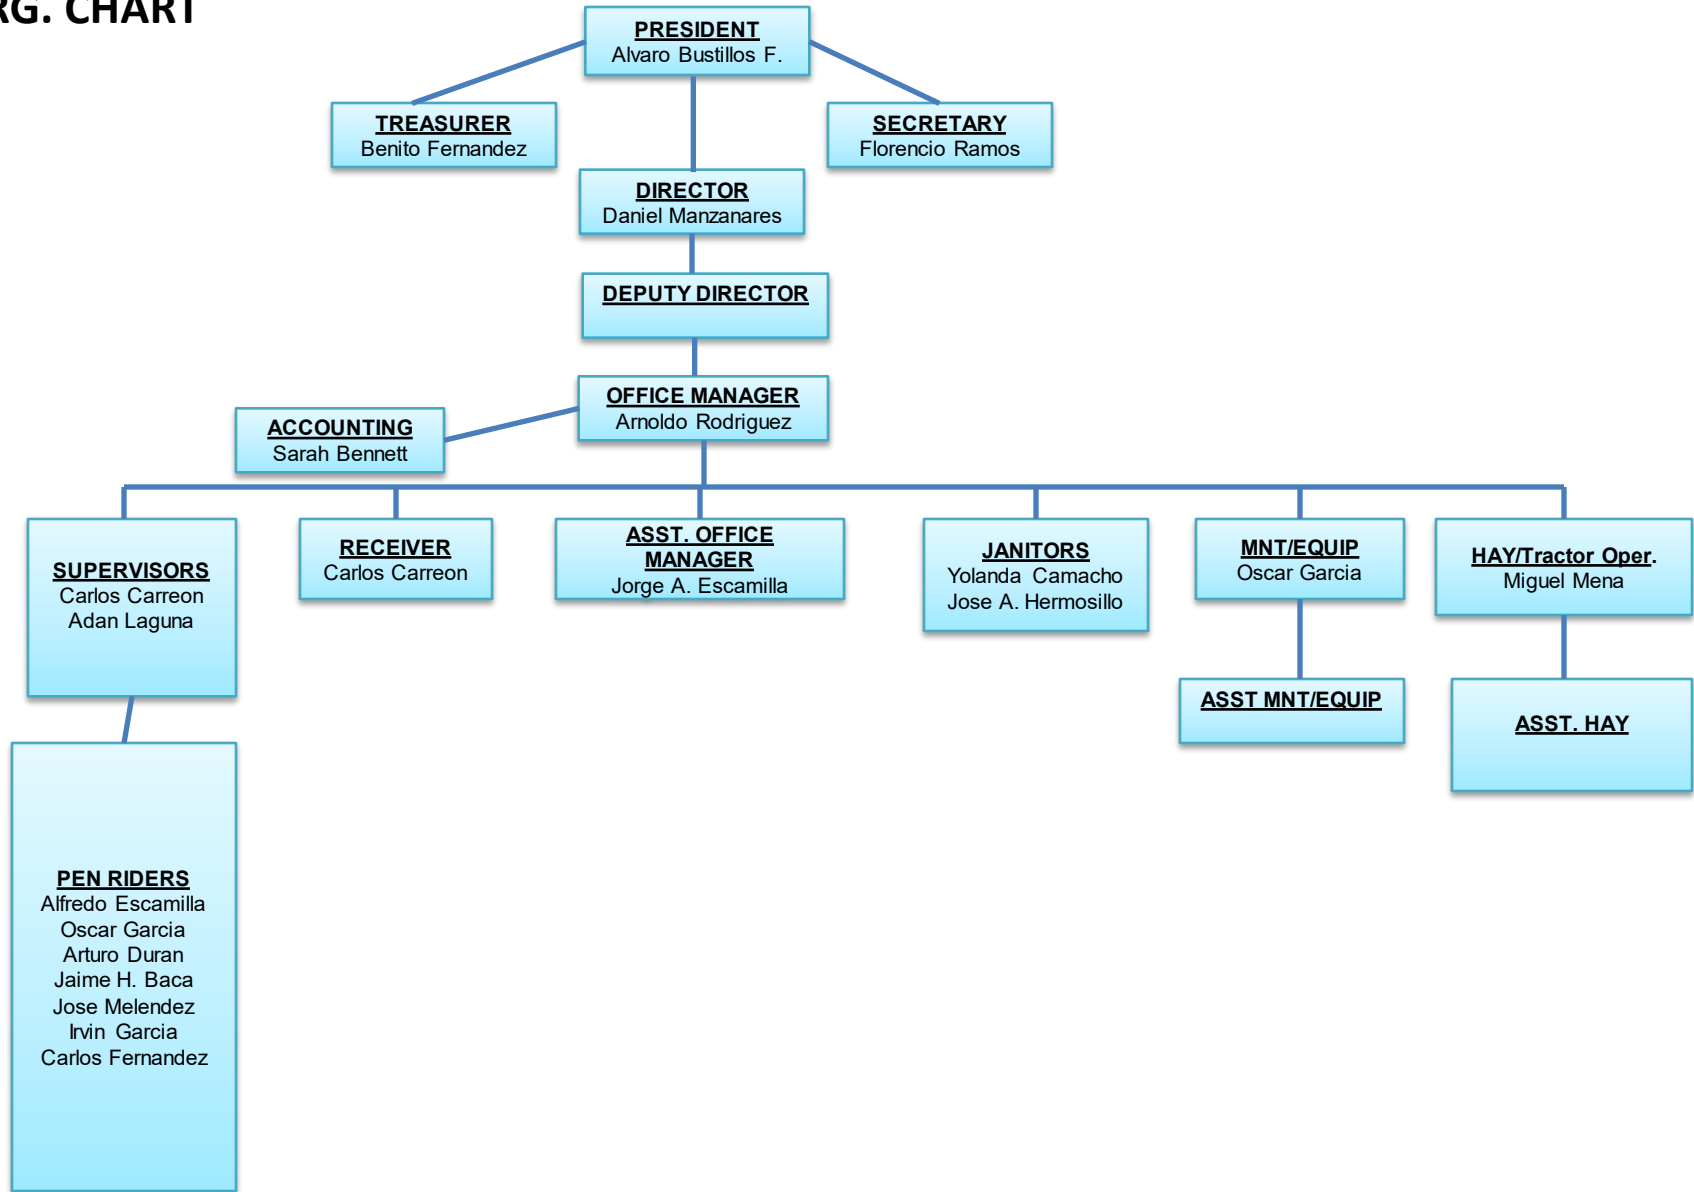 RG. CHART
PRESIDENT
Alvaro Bustillos F.
TREASURER
Benito Fernandez
SECRETARY
Florencio Ramos
DIRECTOR
Daniel Manzanares
DEPUTY DIRECTOR
OFFICE MANAGER
Arnoldo Rodriguez
ACCOUNTING
Sarah Bennett
SUPERVISORS
Carlos Carreon
Adan Laguna
RECEIVER
Carlos Carreon
ASST. OFFICE
MANAGER
Jorge A. Escamilla
JANITORS
Yolanda Camacho
Jose A. Hermosillo
MNT/EQUIP
Oscar Garcia
HAY/Tractor Oper.
Miguel Mena
ASST MNT/EQUIP
ASST. HAY
PEN RIDERS
Alfredo Escamilla
Oscar Garcia
Arturo Duran
Jaime H. Baca
Jose Melendez
Irvin Garcia
Carlos Fernandez